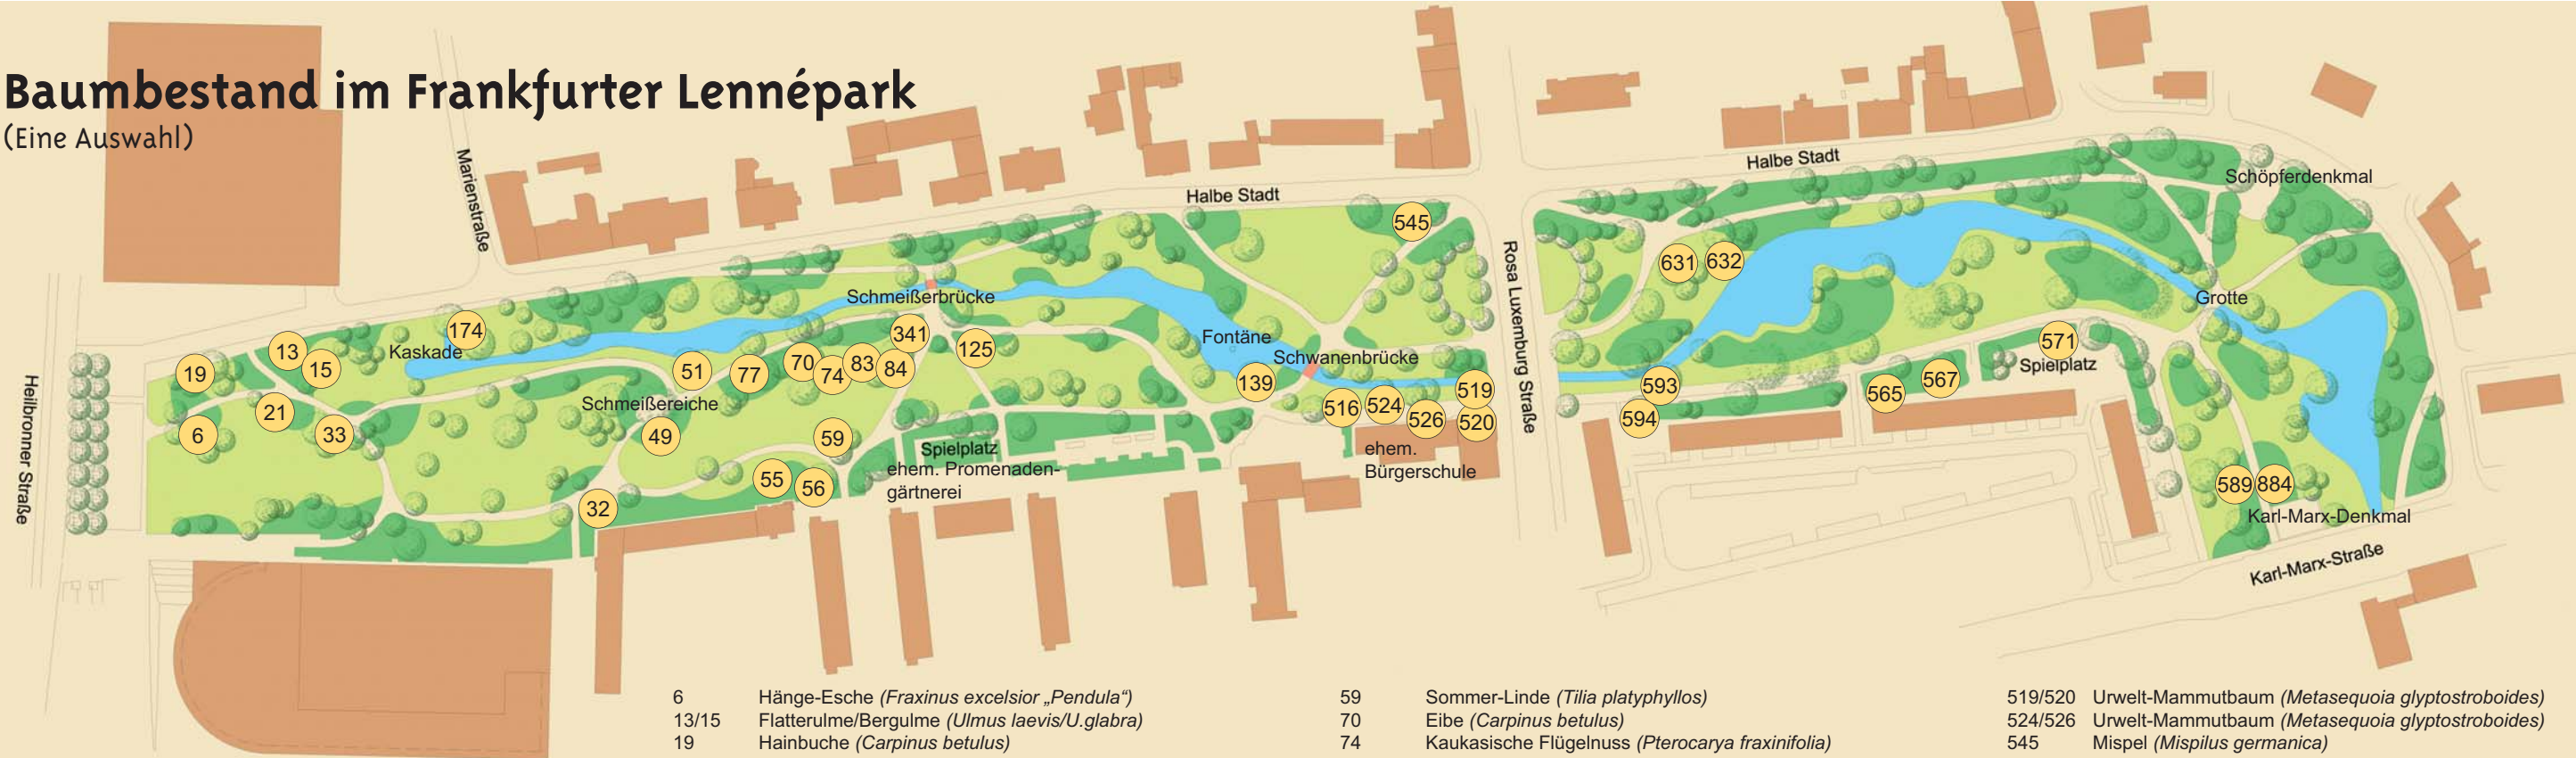 Baumbestand im Frankfurter Lennépark
(Eine Auswahl)
Marienstraße
Halbe Stadt
Halbe Stadt
Schöpferdenkmal
545
631
632
Rosa Luxemburg Straße
Schmeißerbrücke
Grotte
174
13
15
Kaskade
341
125
Fontäne
Schwanenbrücke
571
Spielplatz
19
51
77
70
74
83
84
139
519
593
565
567
Heilbronner Straße
21
6
33
Schmeißereiche
49
59
516
524
526
520
594
Spielplatz
ehem. Promenaden-
gärtnerei
ehem.
Bürgerschule
55
56
32
589
884
Karl-Marx-Denkmal
Karl-Marx-Straße
6 Hänge-Esche (Fraxinus excelsior „Pendula“)
13/15 Flatterulme/Bergulme (Ulmus laevis/U.glabra)
19 Hainbuche (Carpinus betulus)
59 Sommer-Linde (Tilia platyphyllos)
70 Eibe (Carpinus betulus)
74 Kaukasische Flügelnuss (Pterocarya fraxinifolia)
519/520 Urwelt-Mammutbaum (Metasequoia glyptostroboides)
524/526 Urwelt-Mammutbaum (Metasequoia glyptostroboides)
545 Mispel (Mispilus germanica)